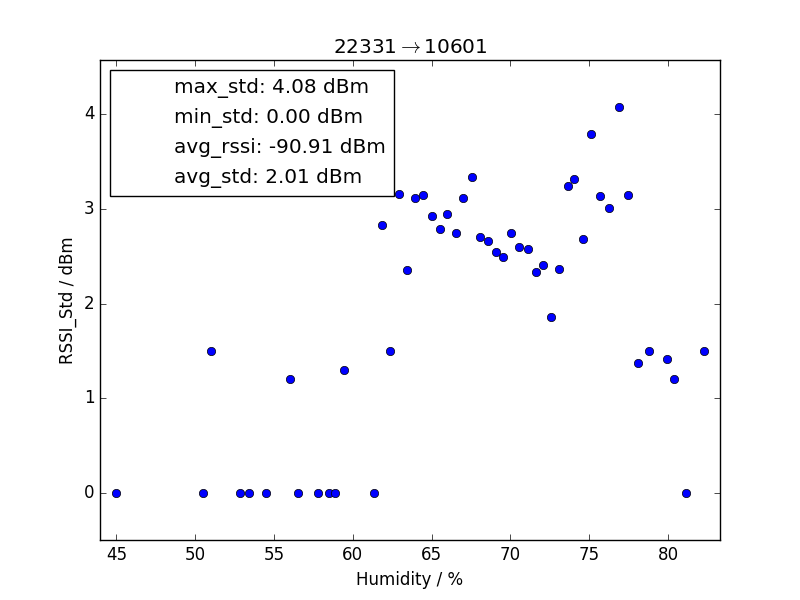 22331→10601
max_std: 4.08 dBm
min_std: 0.00 dBm
avg_rssi: -90.91 dBm
avg_std: 2.01 dBm
RSSI_Std / dBm
4
3
2
1
0
45 50 55 60 65 70 75 80
Humidity / %